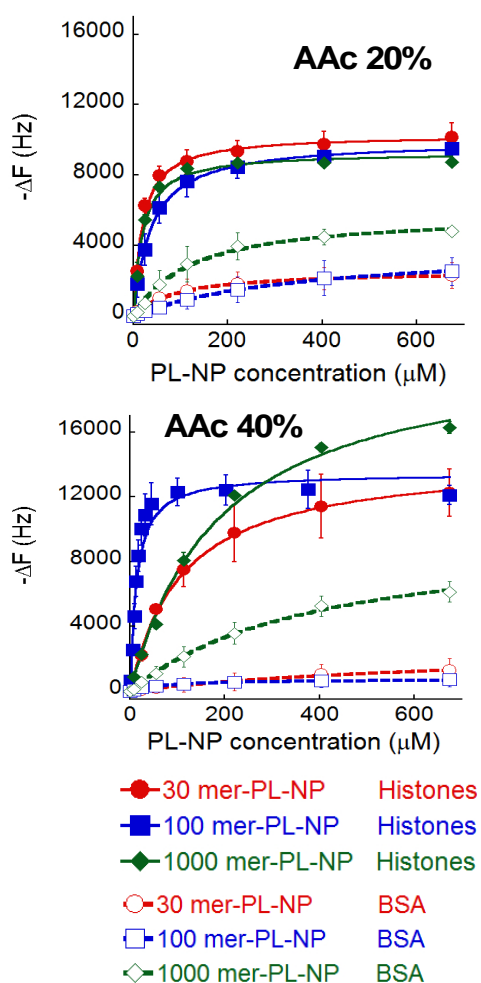 16000
AAc 20%
12000
8000
4000
0
-ΔF (Hz)
0 200 400 600
PL-NP concentration (μM)
16000
AAc 40%
12000
8000
4000
0
-ΔF (Hz)
0 200 400 600
PL-NP concentration (μM)
30 mer-PL-NP Histones
100 mer-PL-NP Histones
1000 mer-PL-NP Histones
30 mer-PL-NP BSA
100 mer-PL-NP BSA
1000 mer-PL-NP BSA